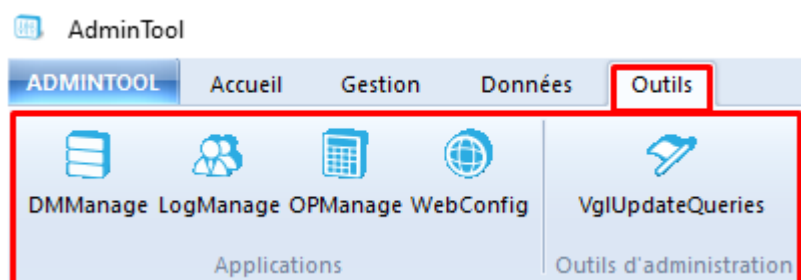 AdminTool
ADMINTOOL Accueil Gestion Données Outils
DMManage LogManage OPManage WebConfig VglUpdateQueries
Applications Outils d'administration